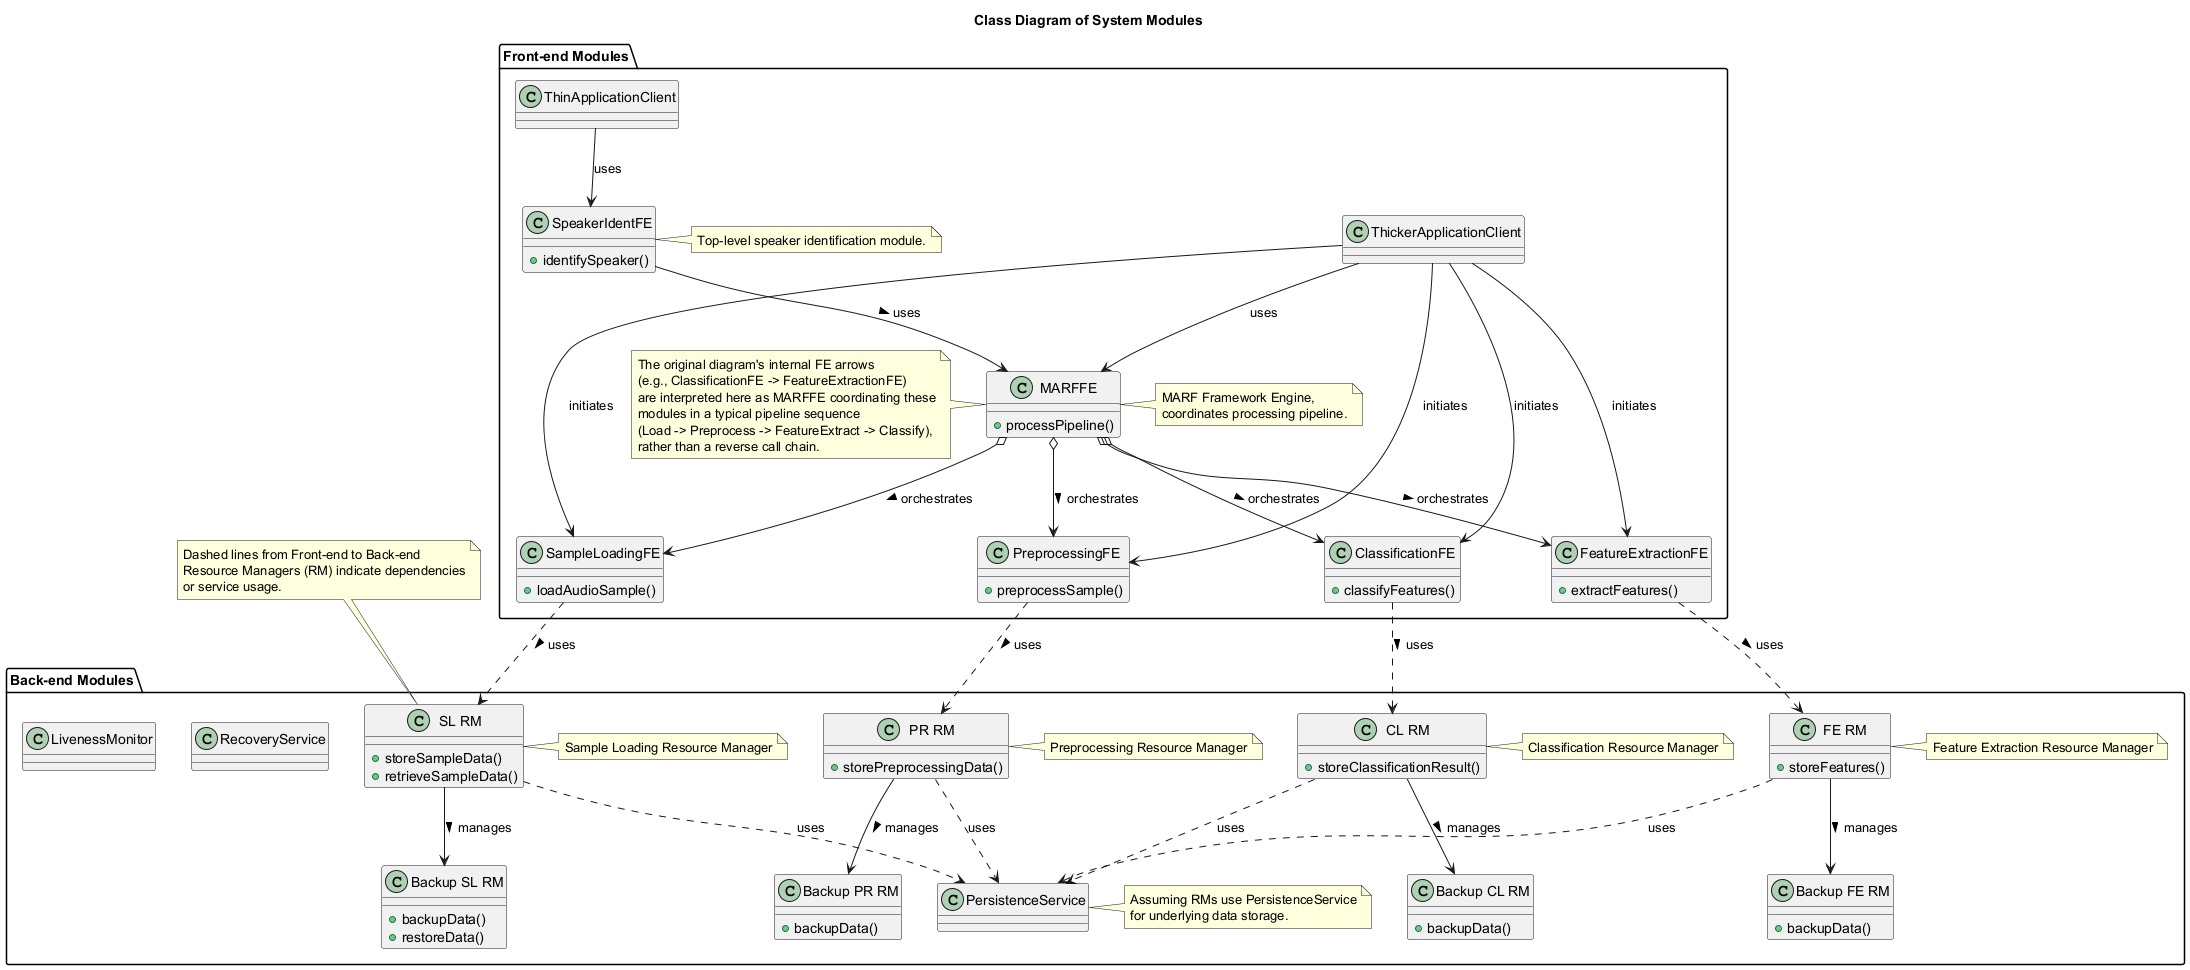 Class Diagram of System Modules
Front-end Modules
C ThinApplicationClient
uses
C SpeakerIdentFE
identifySpeaker()
Top-level speaker identification module.
C ThickerApplicationClient
uses
uses
The original diagram's internal FE arrows
(e.g., ClassificationFE -> FeatureExtractionFE)
are interpreted here as MARFFE coordinating these
modules in a typical pipeline sequence
(Load -> Preprocess -> FeatureExtract -> Classify),
rather than a reverse call chain.
C MARFFE
processPipeline()
MARF Framework Engine,
coordinates processing pipeline.
initiates
initiates
initiates
initiates
orchestrates
orchestrates
orchestrates
orchestrates
C SampleLoadingFE
loadAudioSample()
C PreprocessingFE
preprocessSample()
C ClassificationFE
classifyFeatures()
C FeatureExtractionFE
extractFeatures()
Dashed lines from Front-end to Back-end
Resource Managers (RM) indicate dependencies
or service usage.
uses
uses
uses
uses
Back-end Modules
C LivenessMonitor
C RecoveryService
C SL RM
storeSampleData()
retrieveSampleData()
Sample Loading Resource Manager
C PR RM
storePreprocessingData()
Preprocessing Resource Manager
C CL RM
storeClassificationResult()
Classification Resource Manager
C FE RM
storeFeatures()
Feature Extraction Resource Manager
manages
uses
manages
uses
uses
manages
uses
manages
C Backup SL RM
backupData()
restoreData()
C Backup PR RM
backupData()
C PersistenceService
Assuming RMs use PersistenceService
for underlying data storage.
C Backup CL RM
backupData()
C Backup FE RM
backupData()